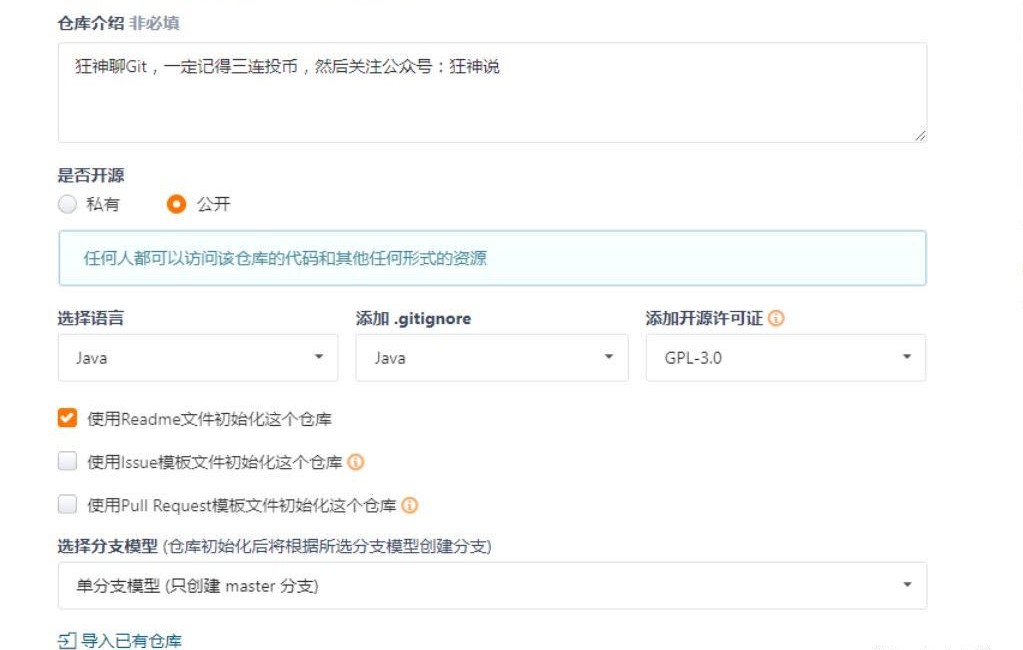 仓库介绍 非必填
狂神聊Git，一定记得三连投币，然后关注公众号：狂神说
是否开源
私有 公开
任何人都可以访问该仓库的代码和其他任何形式的资源
选择语言 添加 .gitignore 添加开源许可证
Java Java GPL-3.0
使用Readme文件初始化这个仓库
使用Issue模板文件初始化这个仓库
使用Pull Request模板文件初始化这个仓库
选择分支模型 (仓库初始化后将根据所选分支模型创建分支)
单分支模型 (只创建 master 分支)
导入已有仓库